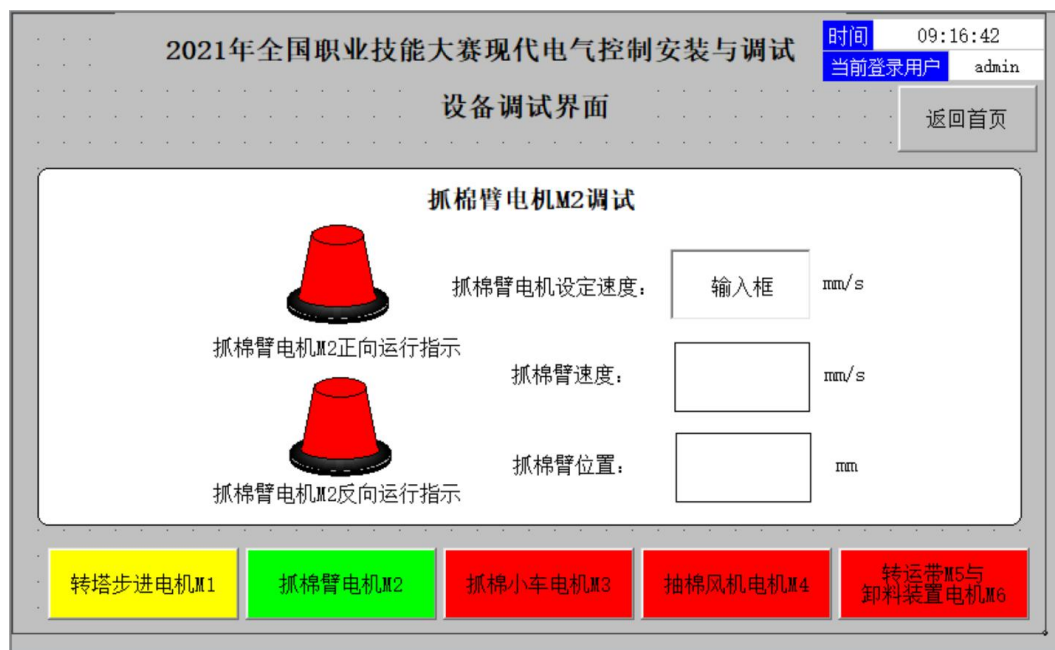 2021年全国职业技能大赛现代电气控制安装与调试
时间 09:16:42
当前登录用户 admin
设备调试界面
返回首页
抓棉臂电机M2调试
抓棉臂电机设定速度： 输入框 mm/s
抓棉臂电机M2正向运行指示
抓棉臂速度： mm/s
抓棉臂位置： mm
抓棉臂电机M2反向运行指示
转塔步进电机M1
抓棉臂电机M2
抓棉小车电机M3
抽棉风机电机M4
转运带M5与
卸料装置电机M6